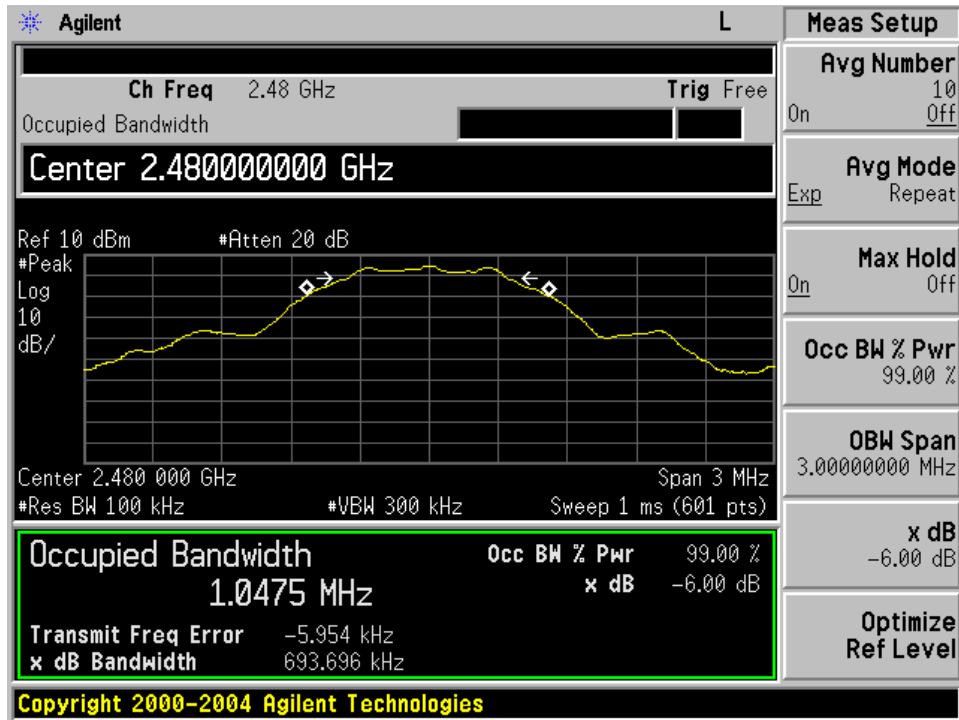 Agilent L
Ch Freq 2.48 GHz Trig Free
Occupied Bandwidth
Center 2.480000000 GHz
Ref 10 dBm #Atten 20 dB
#Peak
Log
10
dB/
Center 2.480 000 GHz Span 3 MHz
#Res BW 100 kHz #VBW 300 kHz Sweep 1 ms (601 pts)
Occupied Bandwidth Occ BW % Pwr 99.00 %
1.0475 MHz x dB -6.00 dB
Transmit Freq Error -5.954 kHz
x dB Bandwidth 693.696 kHz
Copyright 2000-2004 Agilent Technologies
Meas Setup
Avg Number
10
On Off
Avg Mode
Exp Repeat
Max Hold
On Off
Occ BW % Pwr
99.00 %
OBW Span
3.00000000 MHz
x dB
-6.00 dB
Optimize
Ref Level